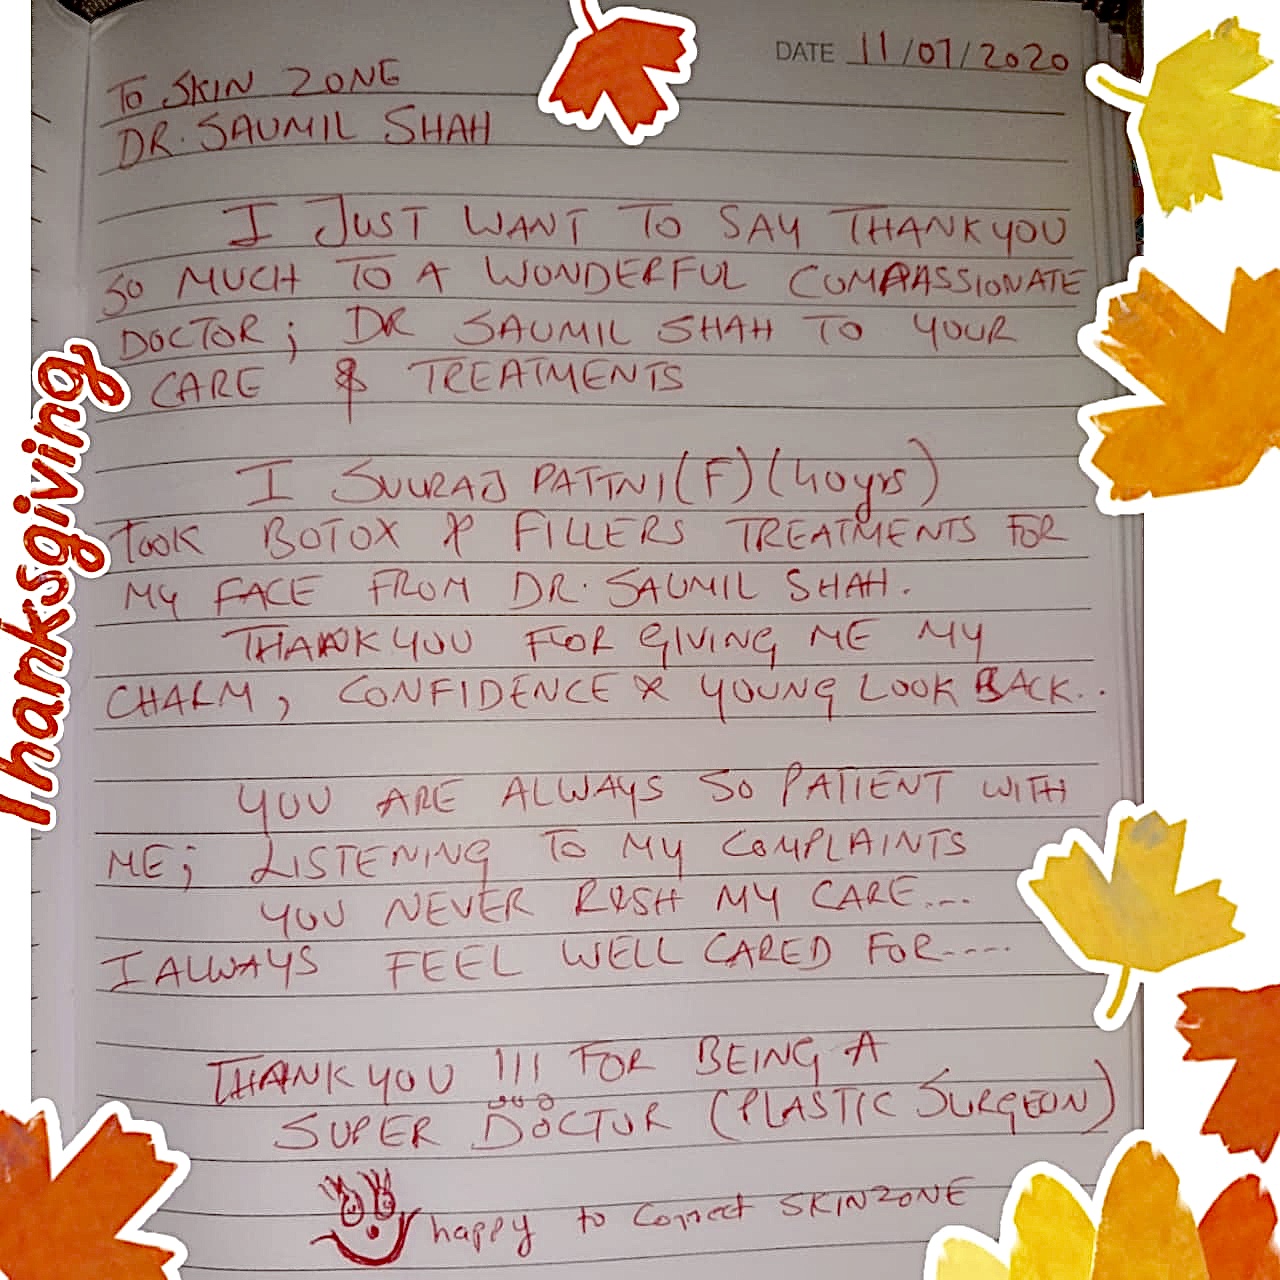 DATE 11/07/2020
TO SKIN ZONE
DR. SAUMIL SHAH
I JUST WANT TO SAY THANKYOU
SO MUCH TO A WONDERFUL COMPASSIONATE
DOCTOR; DR SAUMIL SHAH TO YOUR
CARE & TREATMENTS
I SUURAJ PATTNI (F) (40yrs)
TOOK BOTOX & FILLERS TREATMENTS FOR
MY FACE FROM DR. SAUMIL SHAH.
THANKYOU FOR GIVING ME MY
CHARM, CONFIDENCE & YOUNG LOOK BACK..
YOU ARE ALWAYS SO PATIENT WITH
ME; LISTENING TO MY COMPLAINTS
YOU NEVER RUSH MY CARE....
I ALWAYS FEEL WELL CARED FOR-----
THANKYOU !!! FOR BEING A
SUPER DOCTOR (PLASTIC SURGEON)
happy to connect SKINZONE
Thanksgiving